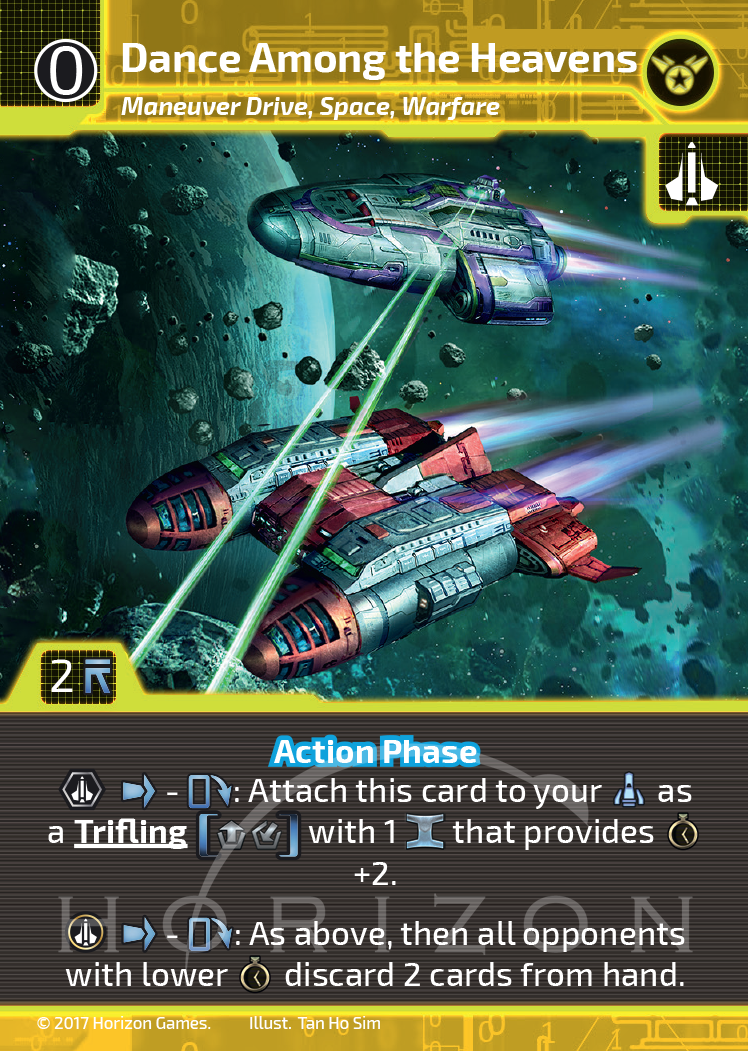 0
Dance Among the Heavens
Maneuver Drive, Space, Warfare
2
Action Phase
- : Attach this card to your as
a Trifling [ ] with 1 that provides
+2.
HORIZON
- : As above, then all opponents
with lower discard 2 cards from hand.
© 2017 Horizon Games. Illust. Tan Ho Sim